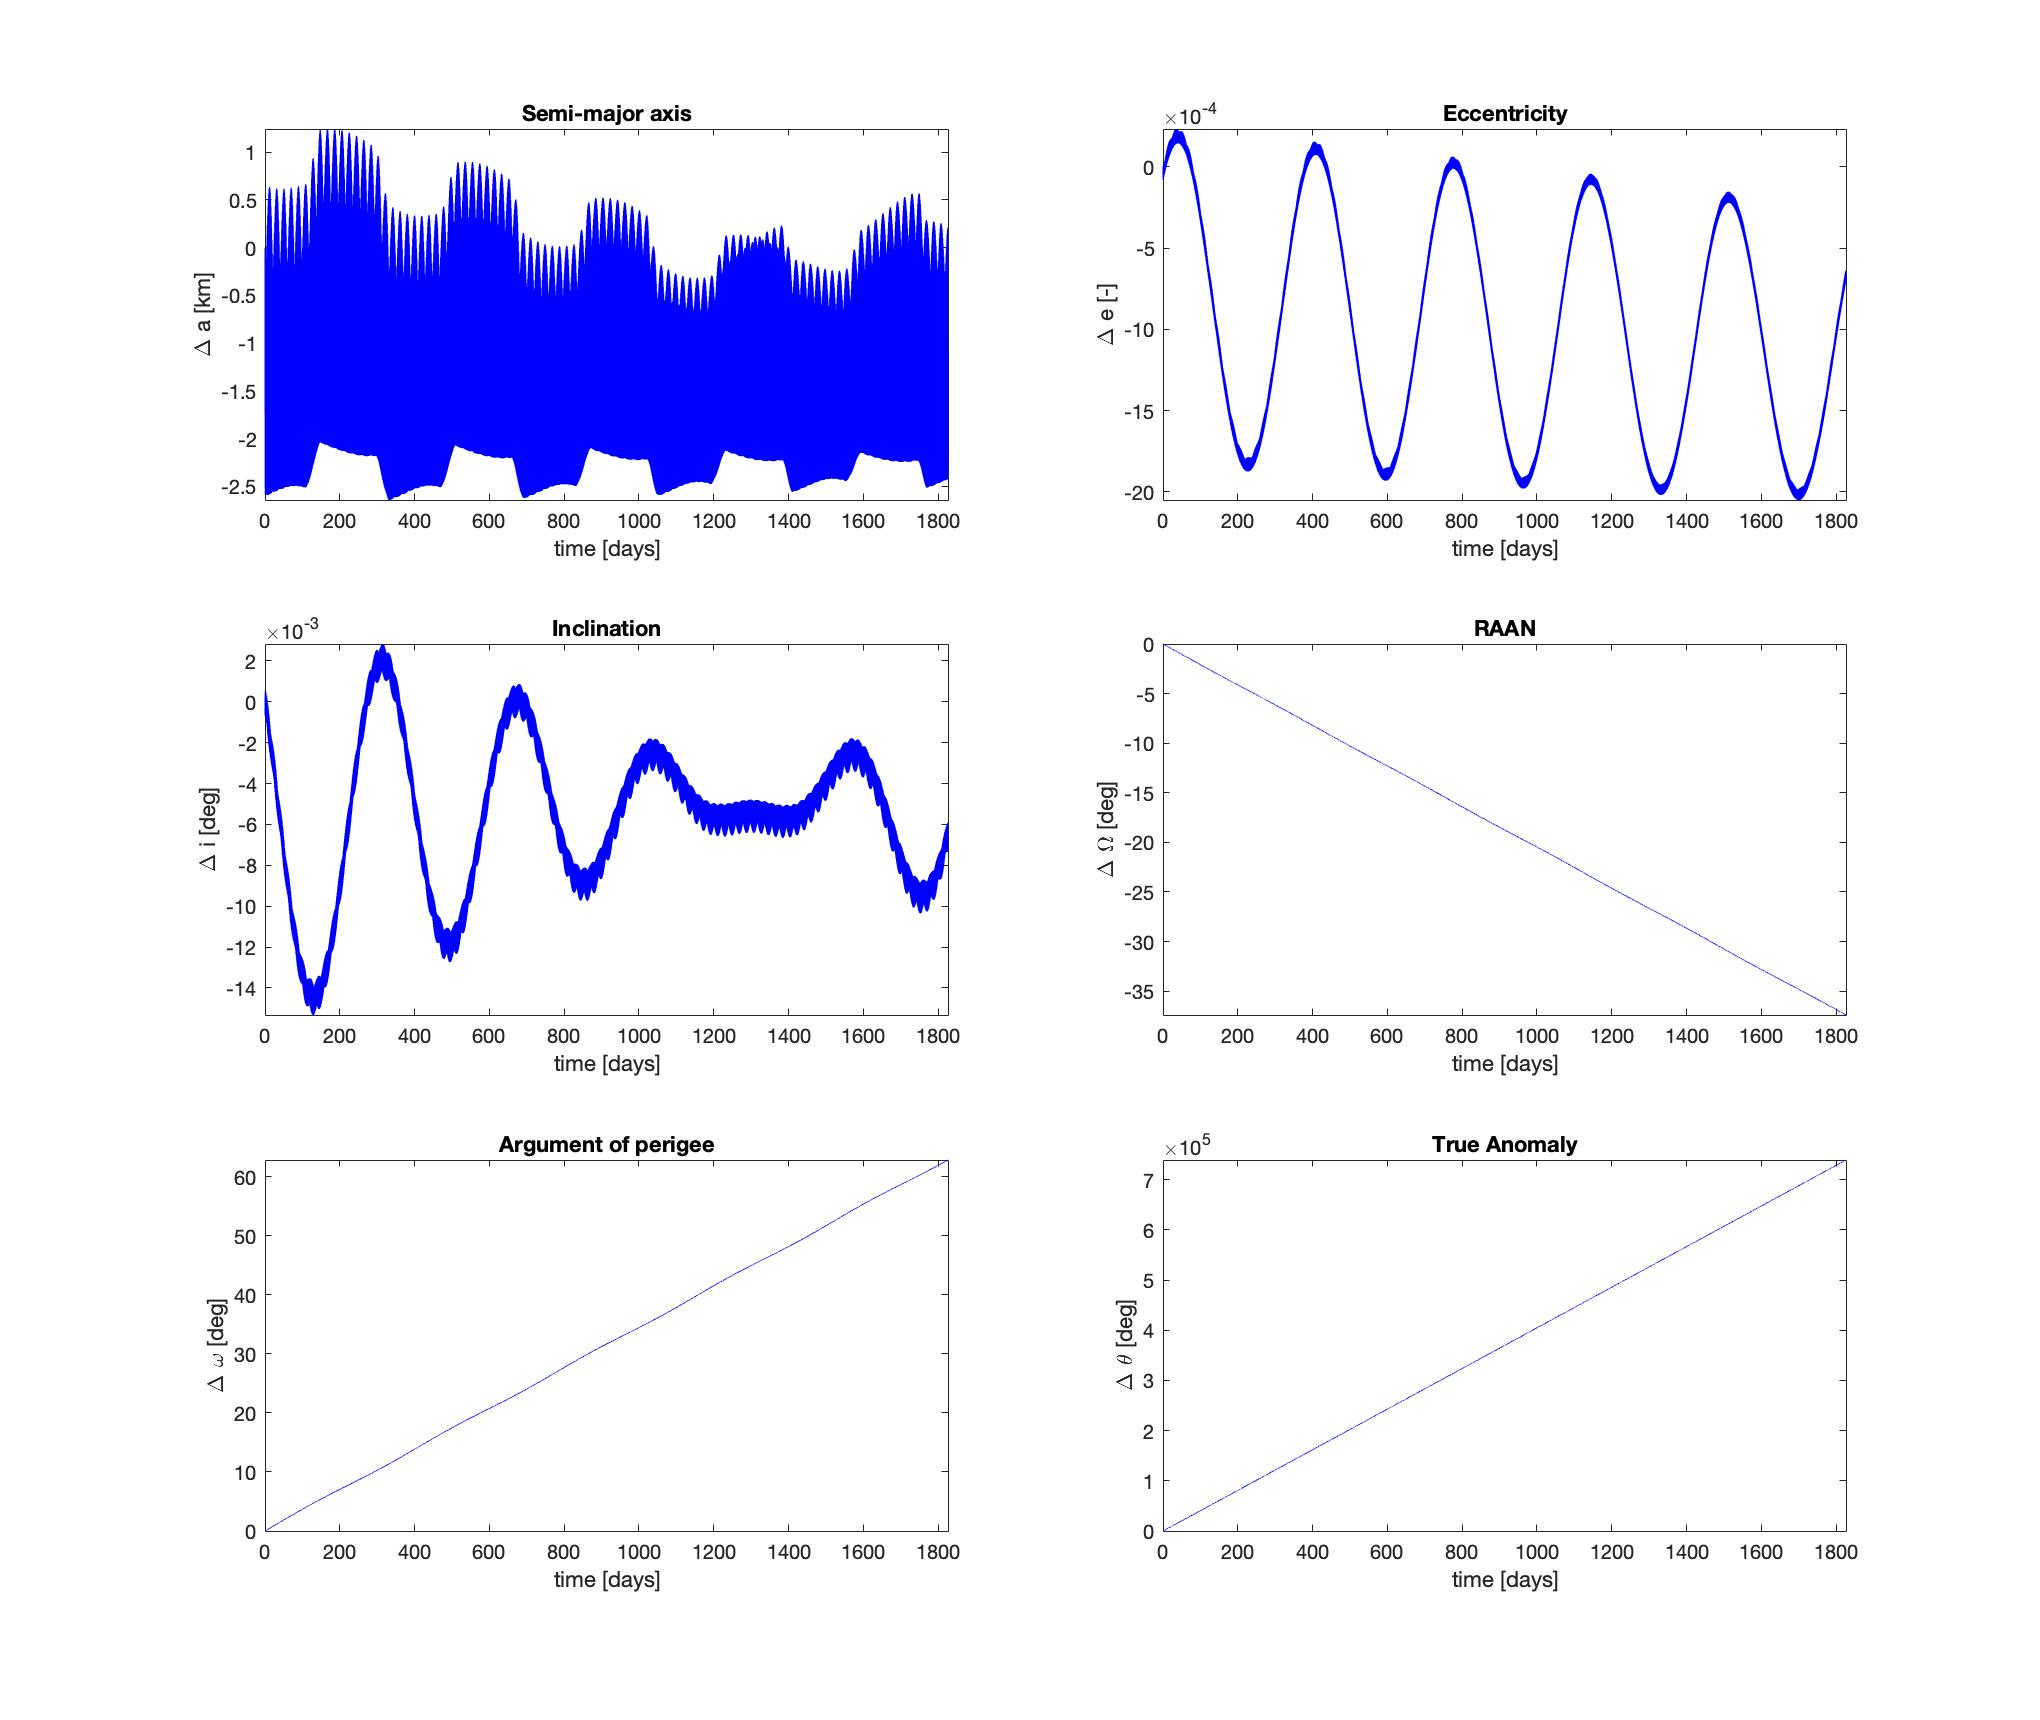 Semi-major axis
1
0.5
0
-0.5
-1
-1.5
-2
-2.5
Δ a [km]
0 200 400 600 800 1000 1200 1400 1600 1800
time [days]
Eccentricity
×10-4
0
-5
-10
-15
-20
Δ e [-]
0 200 400 600 800 1000 1200 1400 1600 1800
time [days]
Inclination
×10-3
2
0
-2
-4
-6
-8
-10
-12
-14
Δ i [deg]
0 200 400 600 800 1000 1200 1400 1600 1800
time [days]
RAAN
0
-5
-10
-15
-20
-25
-30
-35
Δ Ω [deg]
0 200 400 600 800 1000 1200 1400 1600 1800
time [days]
Argument of perigee
60
50
40
30
20
10
0
Δ ω [deg]
0 200 400 600 800 1000 1200 1400 1600 1800
time [days]
True Anomaly
×105
7
6
5
4
3
2
1
0
Δ θ [deg]
0 200 400 600 800 1000 1200 1400 1600 1800
time [days]